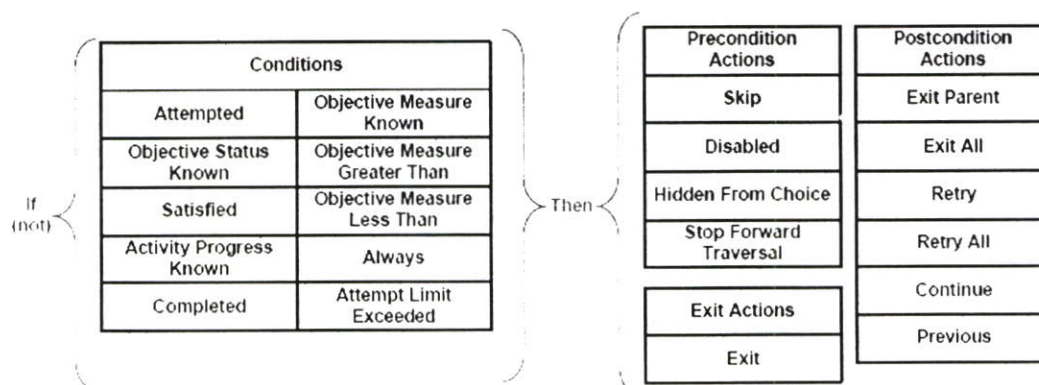 If
(not)
Conditions
Attempted
Objective Measure
Known
Objective Status
Known
Objective Measure
Greater Than
Satisfied
Objective Measure
Less Than
Activity Progress
Known
Always
Completed
Attempt Limit
Exceeded
Then
Precondition
Actions
Skip
Disabled
Hidden From Choice
Stop Forward
Traversal
Exit Actions
Exit
Postcondition
Actions
Exit Parent
Exit All
Retry
Retry All
Continue
Previous